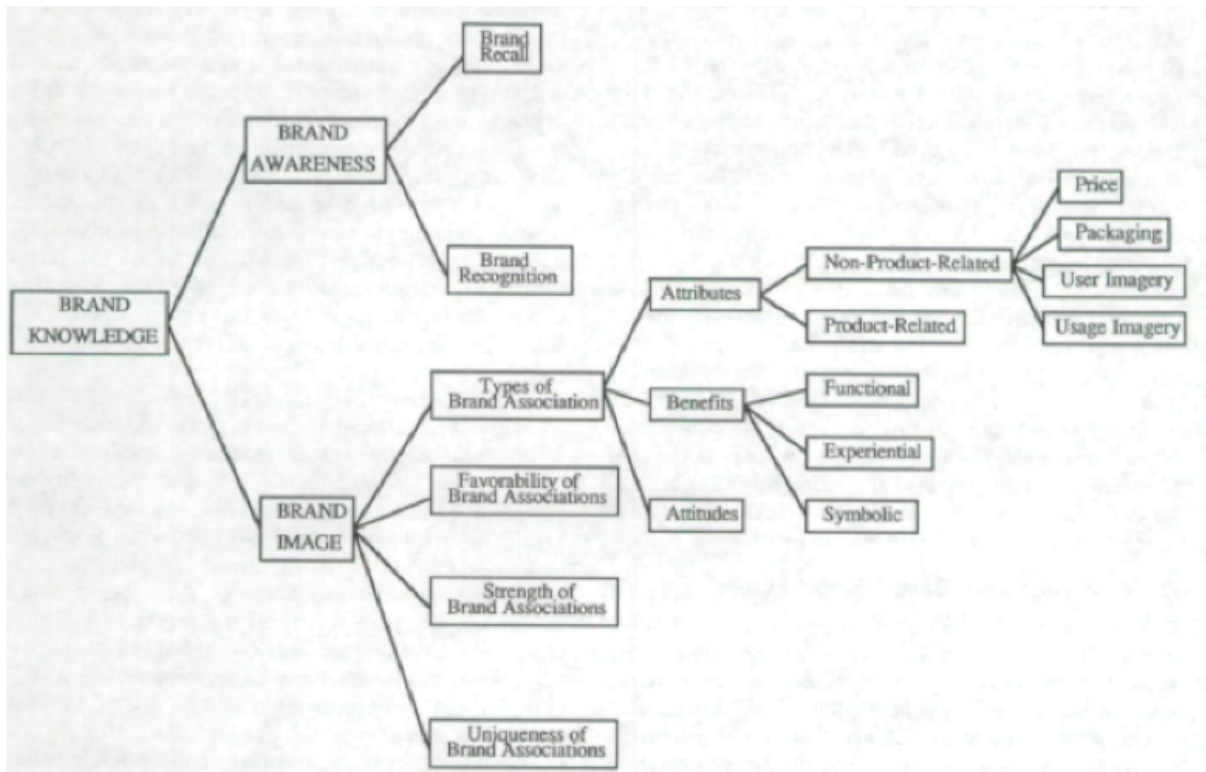 Brand
Recall
BRAND
AWARENESS
Brand
Recognition
BRAND
KNOWLEDGE
Price
Packaging
Non-Product-Related
User Imagery
Attributes
Product-Related
Usage Imagery
Types of
Brand Association
Benefits
Functional
Experiential
Favorability of
Brand Associations
Attitudes
Symbolic
BRAND
IMAGE
Strength of
Brand Associations
Uniqueness of
Brand Associations